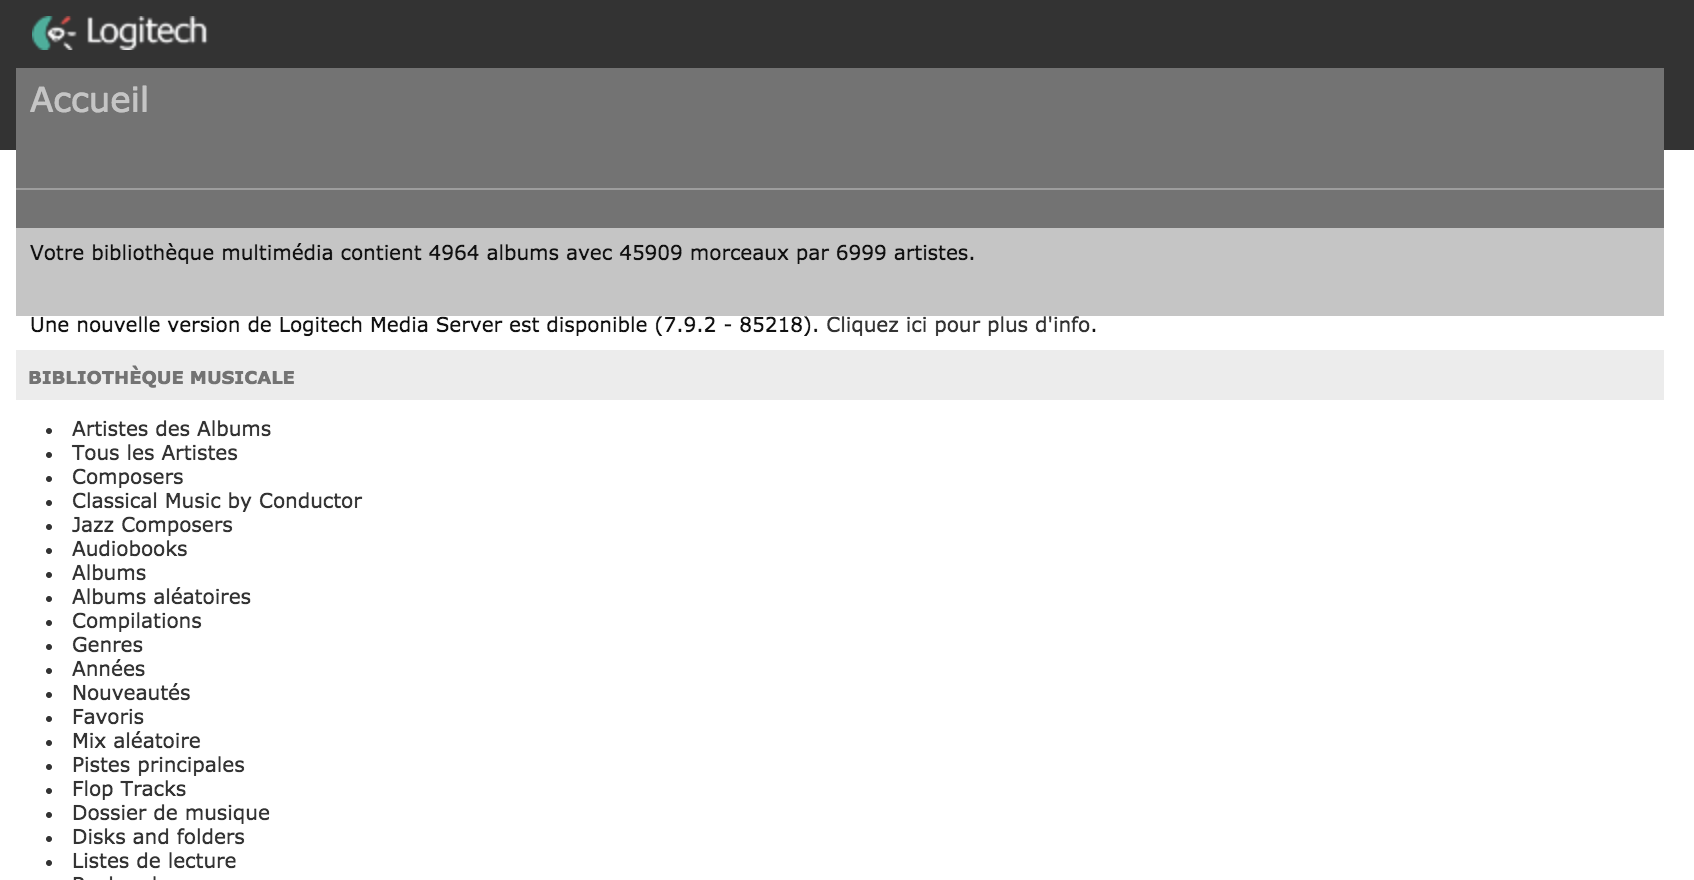 Logitech
Accueil
Votre bibliothèque multimédia contient 4964 albums avec 45909 morceaux par 6999 artistes.
Une nouvelle version de Logitech Media Server est disponible (7.9.2 - 85218). Cliquez ici pour plus d'info.
BIBLIOTHÈQUE MUSICALE
Artistes des Albums
Tous les Artistes
Composers
Classical Music by Conductor
Jazz Composers
Audiobooks
Albums
Albums aléatoires
Compilations
Genres
Années
Nouveautés
Favoris
Mix aléatoire
Pistes principales
Flop Tracks
Dossier de musique
Disks and folders
Listes de lecture